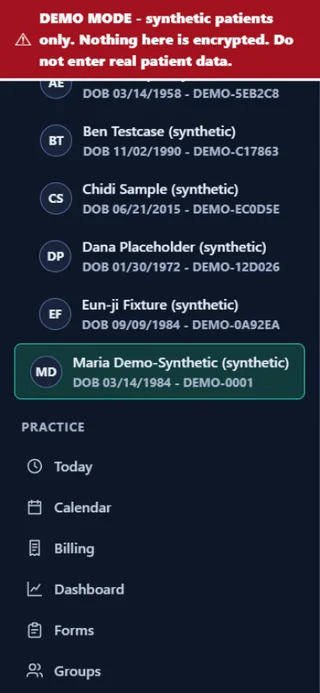 DEMO MODE - synthetic patients
only. Nothing here is encrypted. Do
not enter real patient data.
AE
DOB 03/14/1958 - DEMO-5EB2C8
BT
Ben Testcase (synthetic)
DOB 11/02/1990 - DEMO-C17863
CS
Chidi Sample (synthetic)
DOB 06/21/2015 - DEMO-EC0D5E
DP
Dana Placeholder (synthetic)
DOB 01/30/1972 - DEMO-12D026
EF
Eun-ji Fixture (synthetic)
DOB 09/09/1984 - DEMO-0A92EA
MD
Maria Demo-Synthetic (synthetic)
DOB 03/14/1984 - DEMO-0001
PRACTICE
Today
Calendar
Billing
Dashboard
Forms
Groups